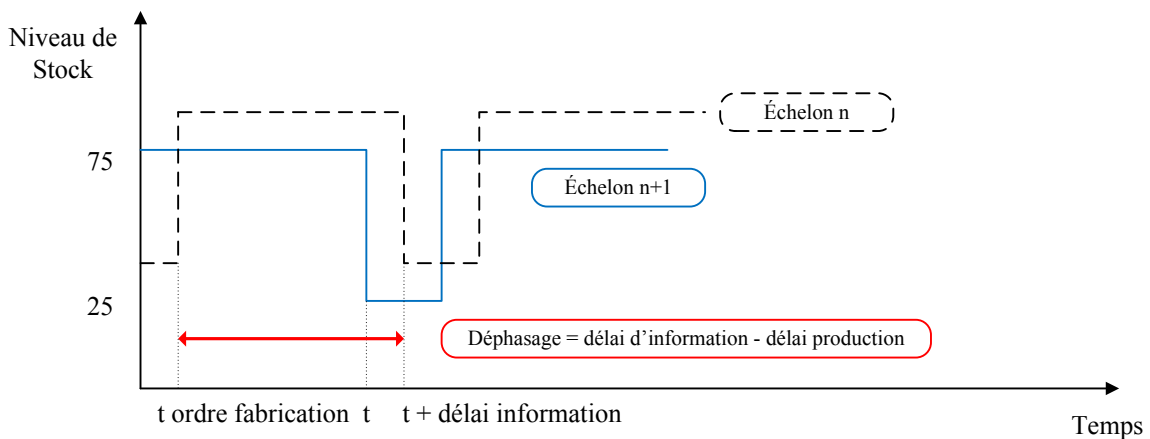 Niveau de
Stock
Échelon n
75
Échelon n+1
25
Déphasage = délai d’information - délai production
t ordre fabrication t t + délai information
Temps